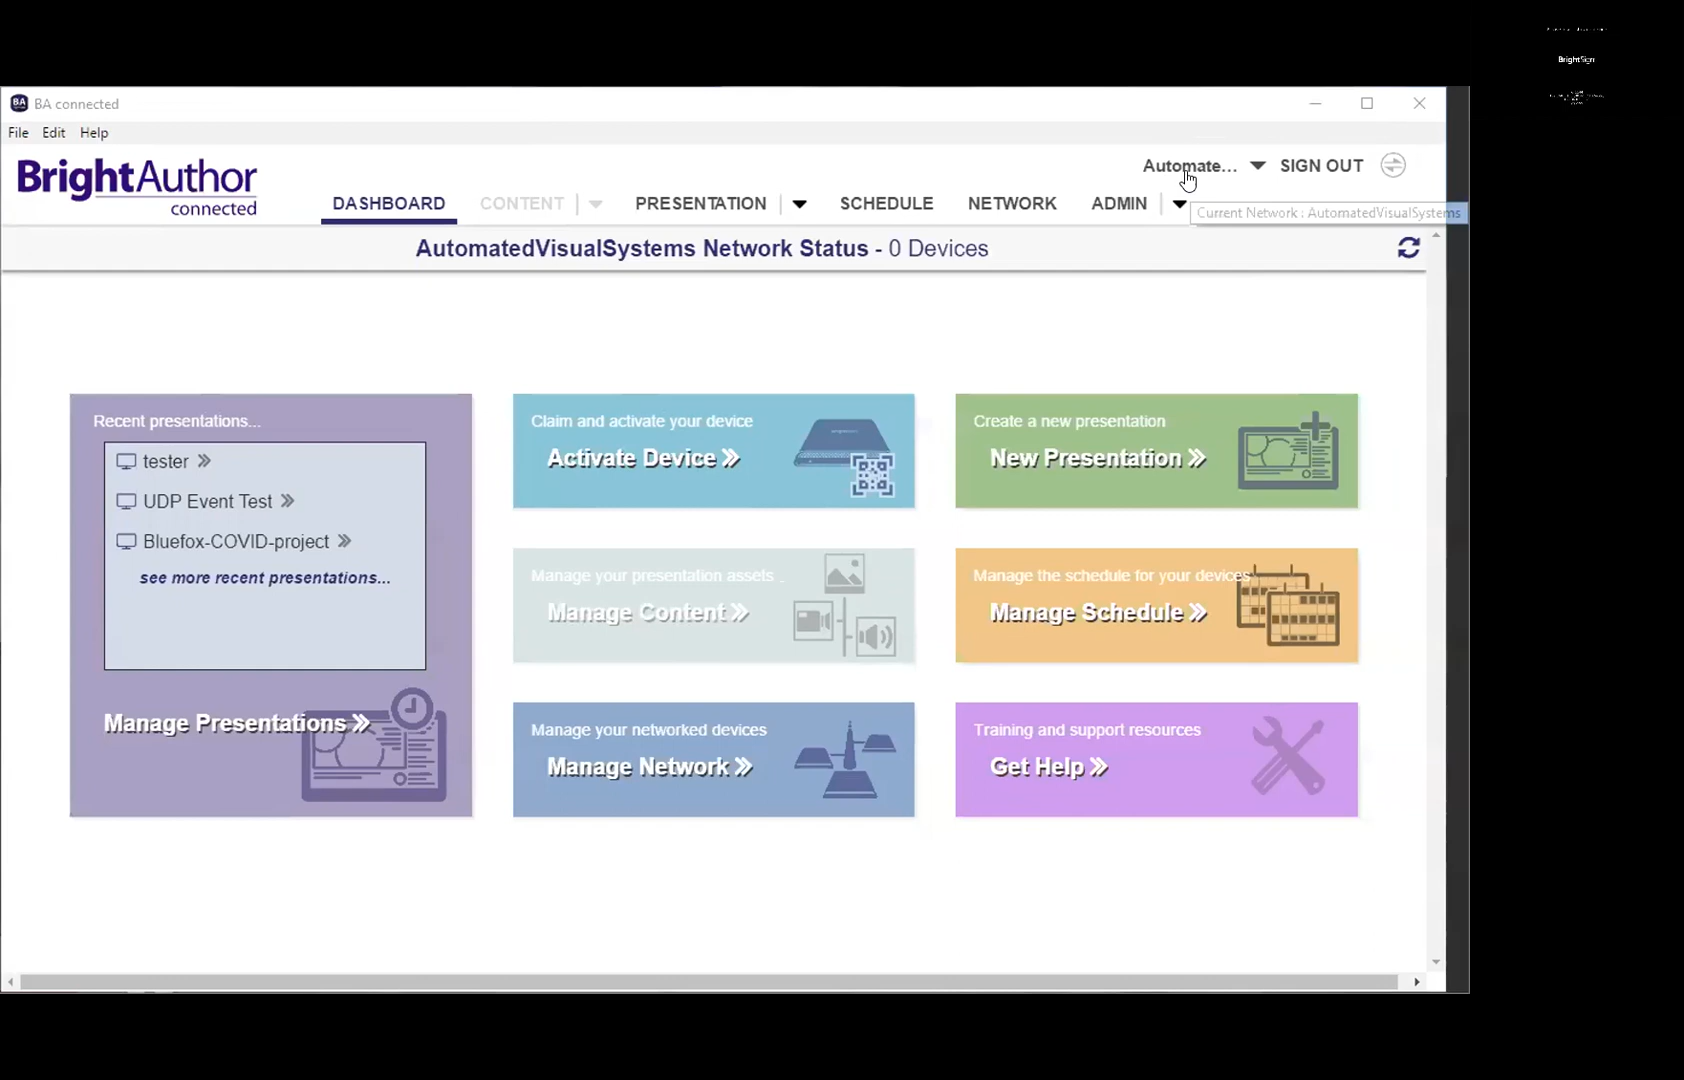 BrightSign
BA connected
File Edit Help
BrightAuthor
connected
Automate... SIGN OUT
DASHBOARD CONTENT PRESENTATION SCHEDULE NETWORK ADMIN
Current Network : AutomatedVisualSystems
AutomatedVisualSystems Network Status - 0 Devices
Recent presentations...
tester »
UDP Event Test »
Bluefox-COVID-project »
see more recent presentations...
Manage Presentations »
Claim and activate your device
Activate Device »
Create a new presentation
New Presentation »
Manage your presentation assets .
Manage Content »
Manage the schedule for your devices
Manage Schedule »
Manage your networked devices
Manage Network »
Training and support resources
Get Help »